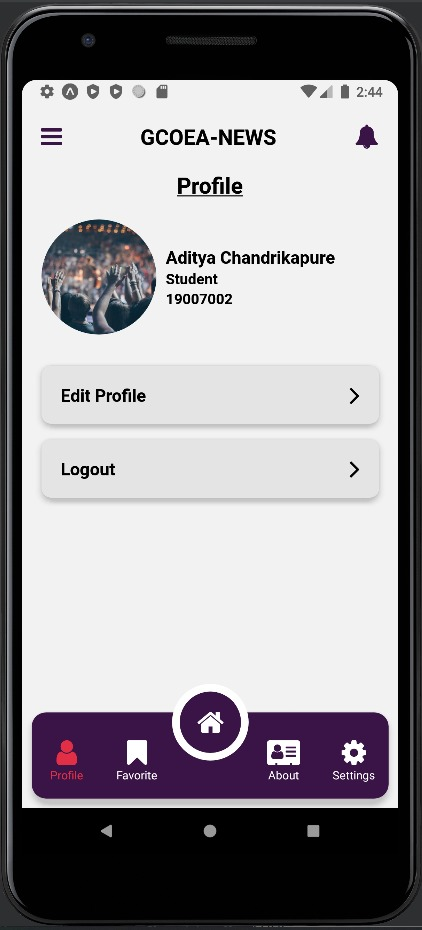 2:44
GCOEA-NEWS
Profile
Aditya Chandrikapure
Student
19007002
Edit Profile
Logout
Profile
Favorite
About
Settings